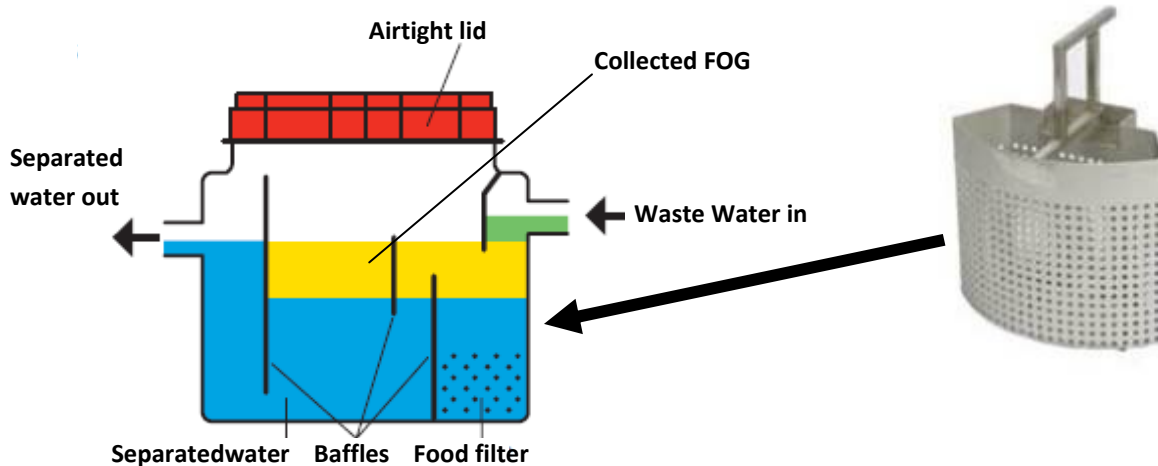 Airtight lid
Collected FOG
Separated
water out
Waste Water in
Separatedwater
Baffles
Food filter